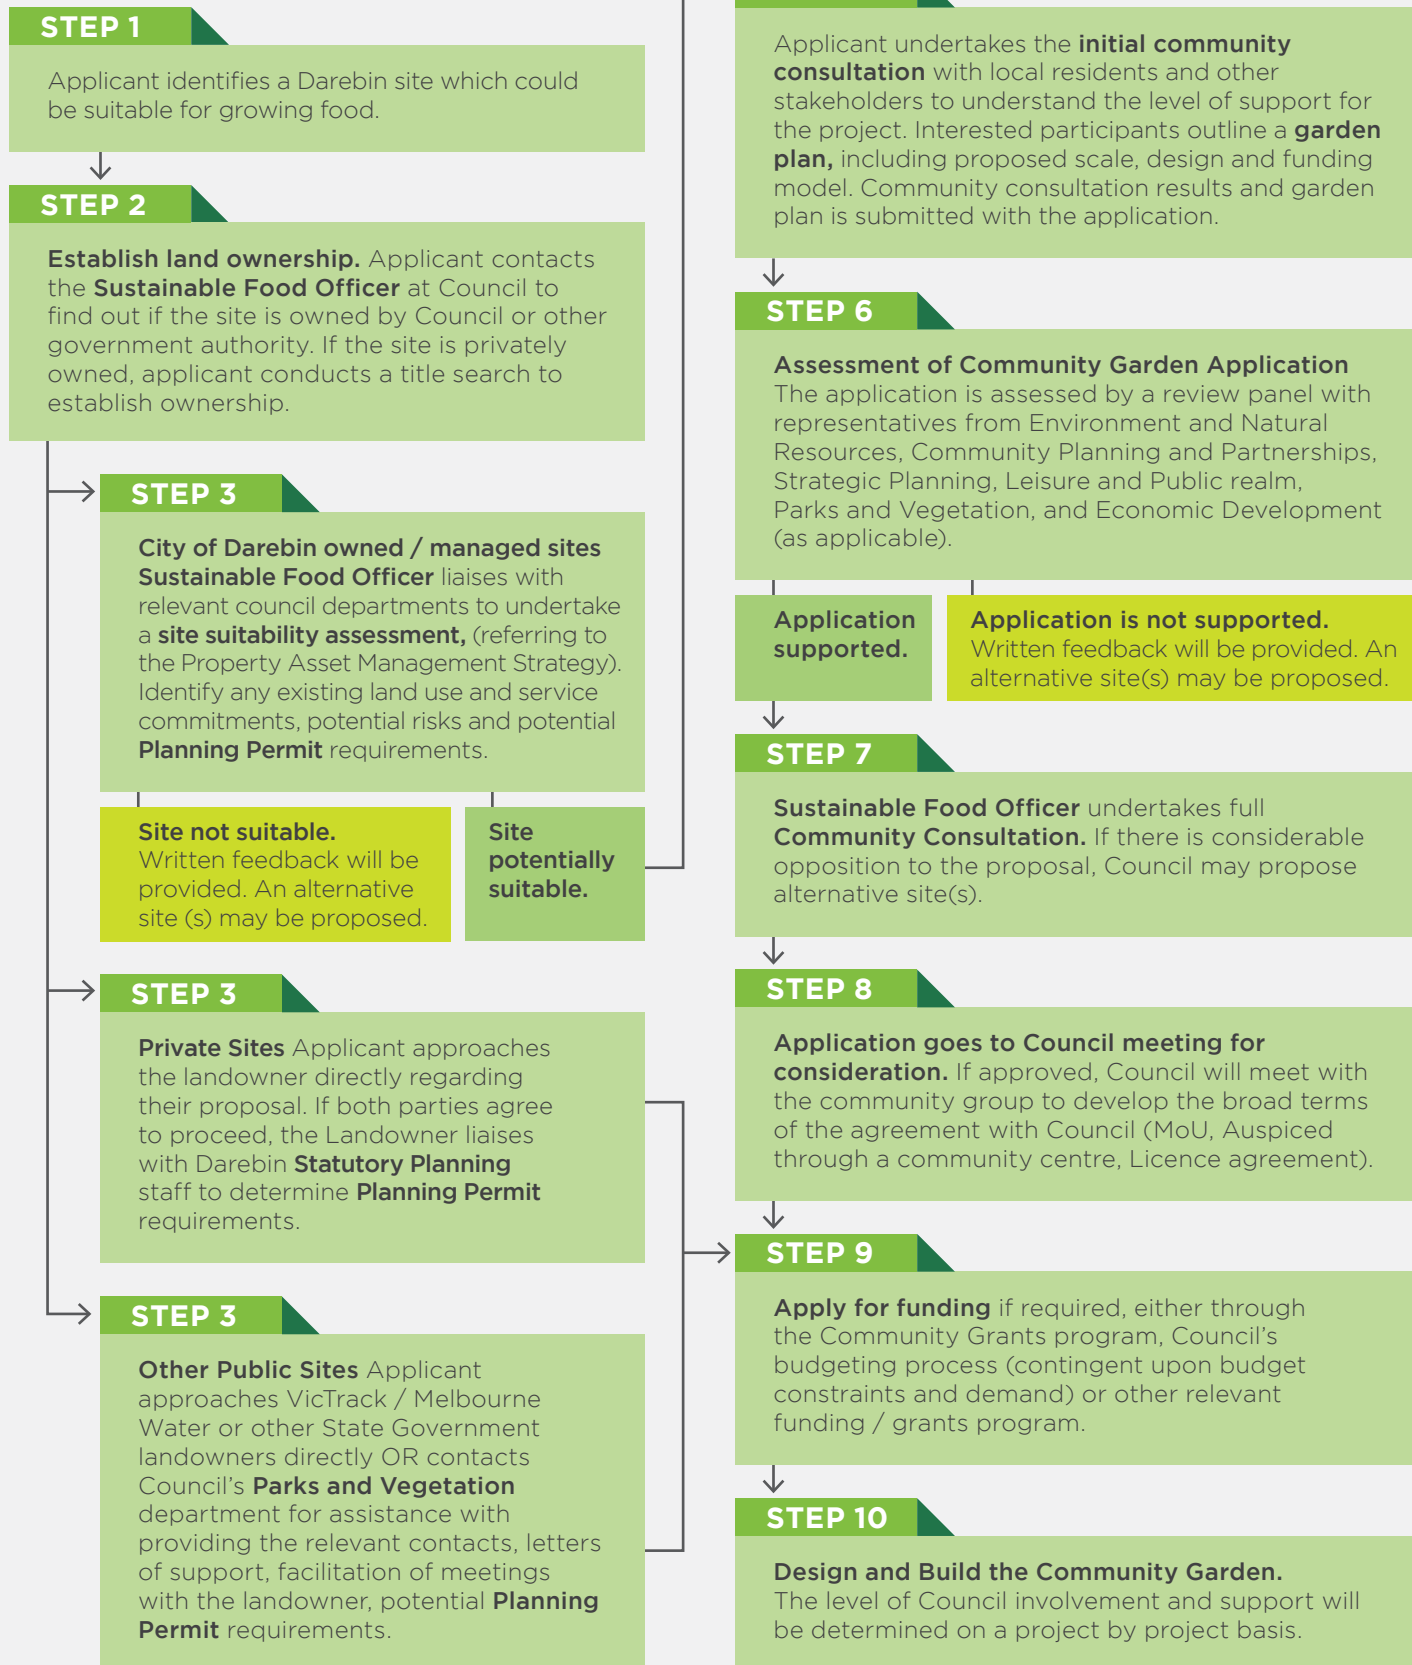 STEP 1
Applicant identifies a Darebin site which could
be suitable for growing food.
STEP 2
Establish land ownership. Applicant contacts
the Sustainable Food Officer at Council to
find out if the site is owned by Council or other
government authority. If the site is privately
owned, applicant conducts a title search to
establish ownership.
STEP 3
City of Darebin owned / managed sites
Sustainable Food Officer liaises with
relevant council departments to undertake
a site suitability assessment, (referring to
the Property Asset Management Strategy).
Identify any existing land use and service
commitments, potential risks and potential
Planning Permit requirements.
Site not suitable.
Written feedback will be
provided. An alternative
site (s) may be proposed.
Site
potentially
suitable.
STEP 3
Private Sites Applicant approaches
the landowner directly regarding
their proposal. If both parties agree
to proceed, the Landowner liaises
with Darebin Statutory Planning
staff to determine Planning Permit
requirements.
STEP 3
Other Public Sites Applicant
approaches VicTrack / Melbourne
Water or other State Government
landowners directly OR contacts
Council's Parks and Vegetation
department for assistance with
providing the relevant contacts, letters
of support, facilitation of meetings
with the landowner, potential Planning
Permit requirements.
Applicant undertakes the initial community
consultation with local residents and other
stakeholders to understand the level of support for
the project. Interested participants outline a garden
plan, including proposed scale, design and funding
model. Community consultation results and garden
plan is submitted with the application.
STEP 6
Assessment of Community Garden Application
The application is assessed by a review panel with
representatives from Environment and Natural
Resources, Community Planning and Partnerships,
Strategic Planning, Leisure and Public realm,
Parks and Vegetation, and Economic Development
(as applicable).
Application
supported.
Application is not supported.
Written feedback will be provided. An
alternative site(s) may be proposed.
STEP 7
Sustainable Food Officer undertakes full
Community Consultation. If there is considerable
opposition to the proposal, Council may propose
alternative site(s).
STEP 8
Application goes to Council meeting for
consideration. If approved, Council will meet with
the community group to develop the broad terms
of the agreement with Council (MoU, Auspiced
through a community centre, Licence agreement).
STEP 9
Apply for funding if required, either through
the Community Grants program, Council's
budgeting process (contingent upon budget
constraints and demand) or other relevant
funding / grants program.
STEP 10
Design and Build the Community Garden.
The level of Council involvement and support will
be determined on a project by project basis.